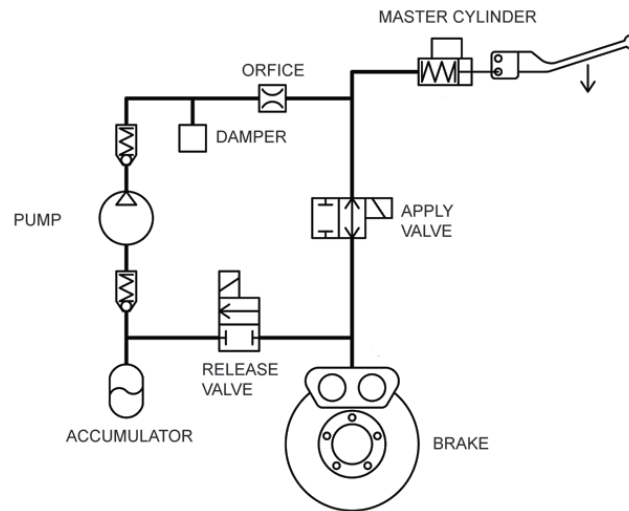 MASTER CYLINDER
ORFICE
DAMPER
PUMP
APPLY
VALVE
RELEASE
VALVE
ACCUMULATOR
BRAKE